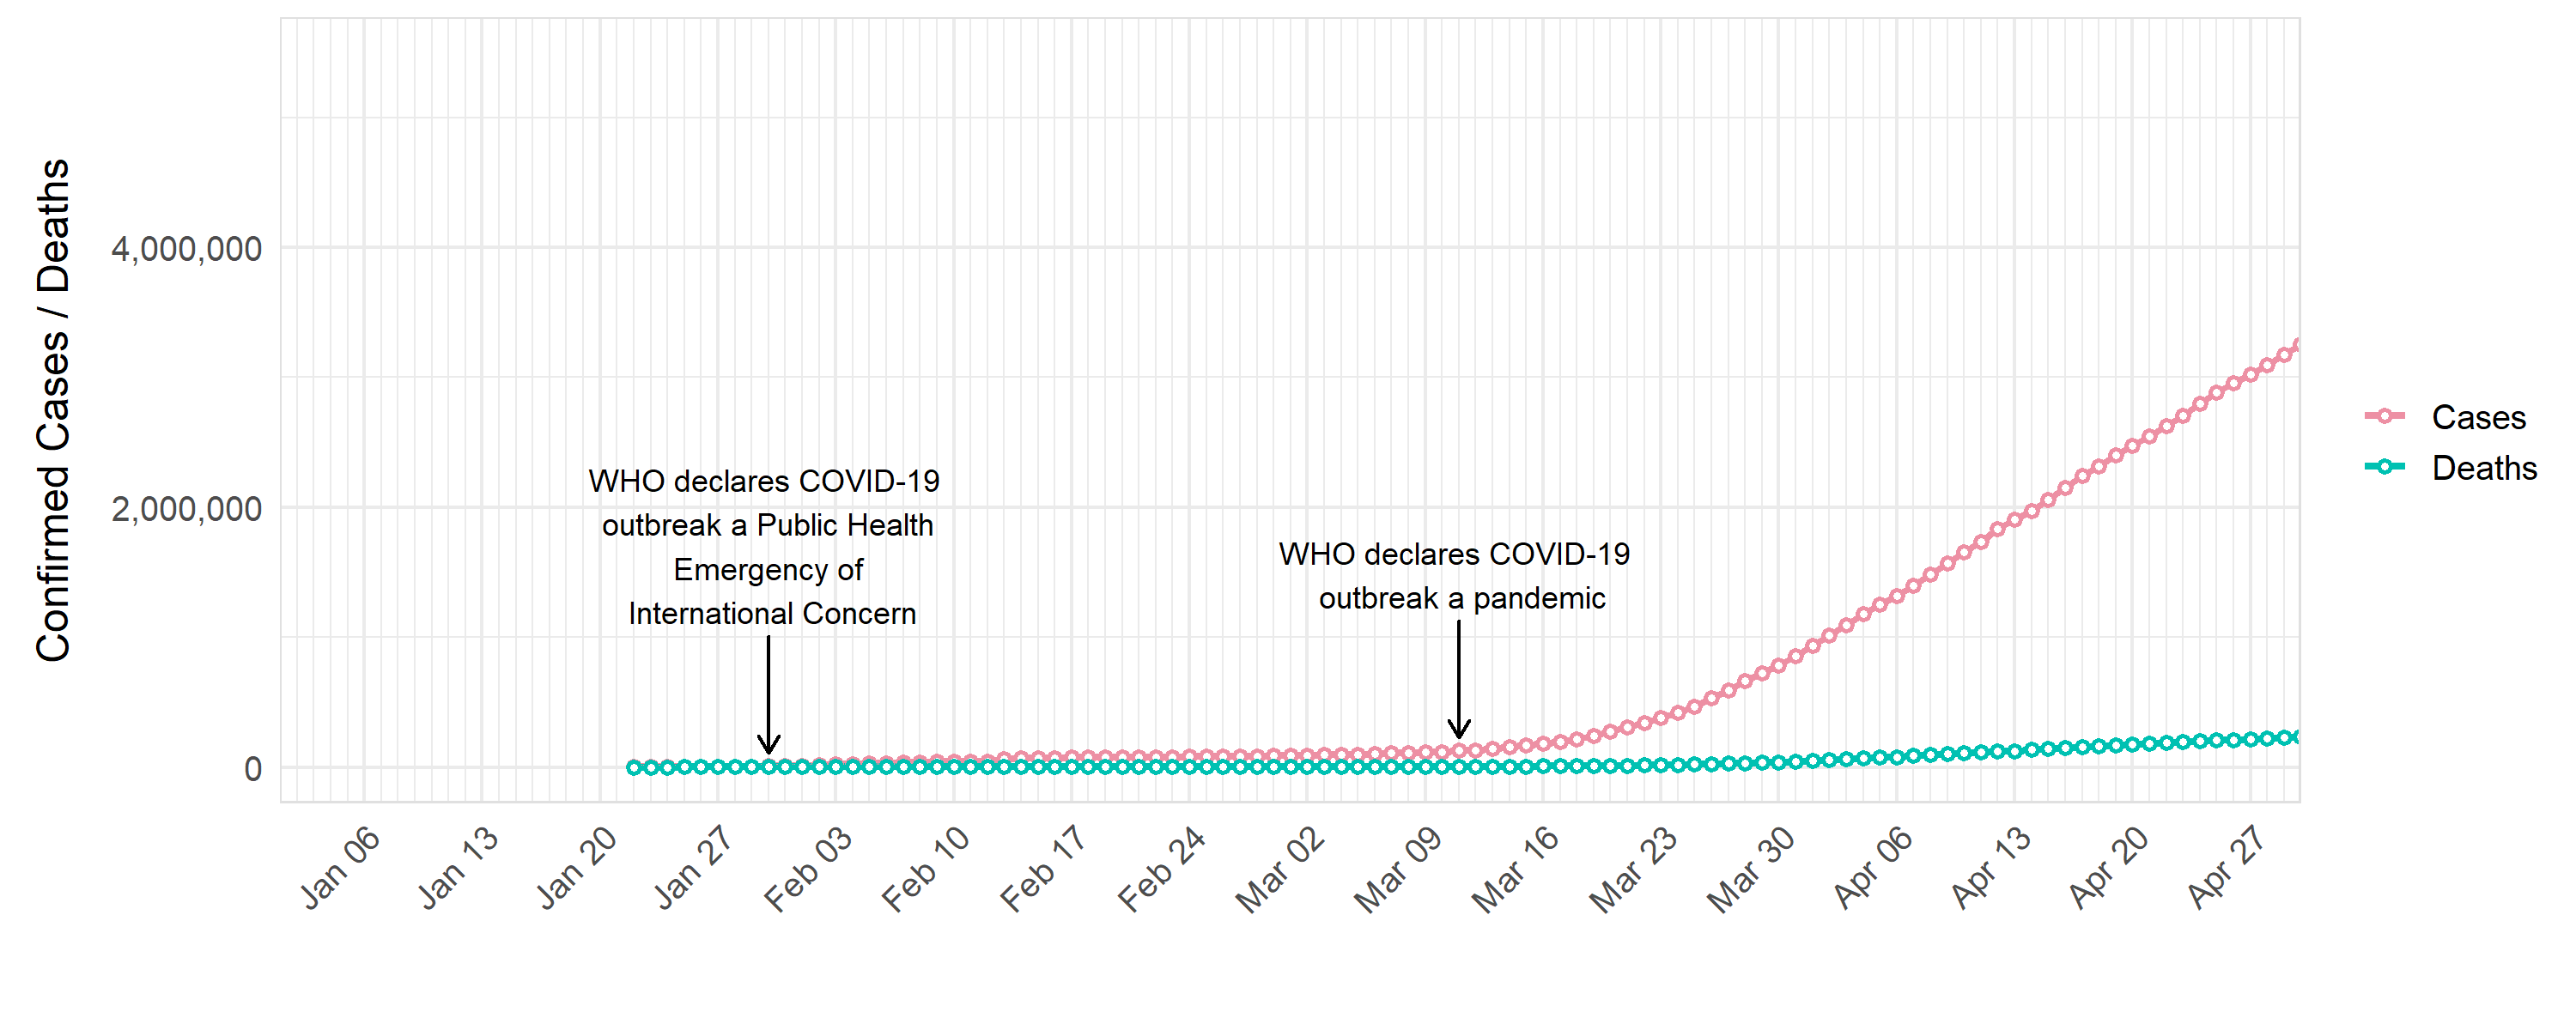 Confirmed Cases / Deaths
4,000,000
2,000,000
0
WHO declares COVID-19
outbreak a Public Health
Emergency of
International Concern
WHO declares COVID-19
outbreak a pandemic
Cases
Deaths
Jan 06
Jan 13
Jan 20
Jan 27
Feb 03
Feb 10
Feb 17
Feb 24
Mar 02
Mar 09
Mar 16
Mar 23
Mar 30
Apr 06
Apr 13
Apr 20
Apr 27